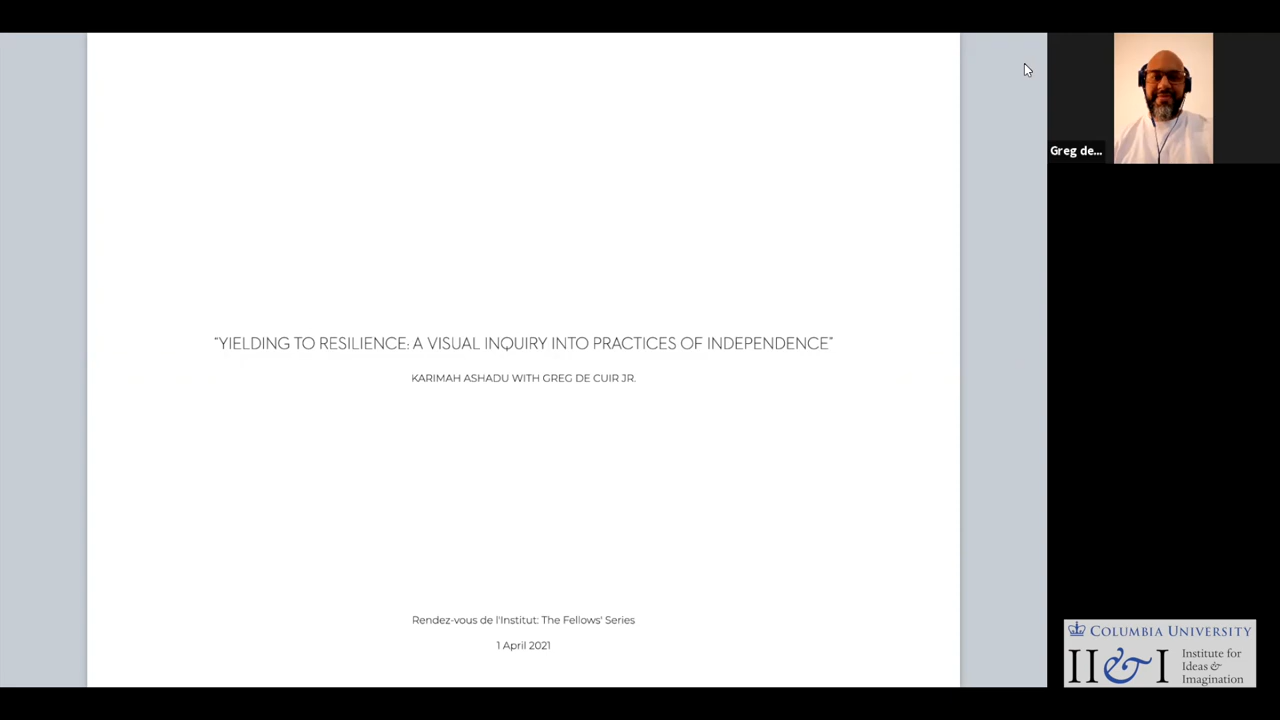 "YIELDING TO RESILIENCE: A VISUAL INQUIRY INTO PRACTICES OF INDEPENDENCE"
KARIMAH ASHADU WITH GREG DE CUIR JR.
Rendez-vous de l'Institut: The Fellows' Series
1 April 2021
Greg de...
COLUMBIA UNIVERSITY
II&I
Institute for
Ideas &
Imagination